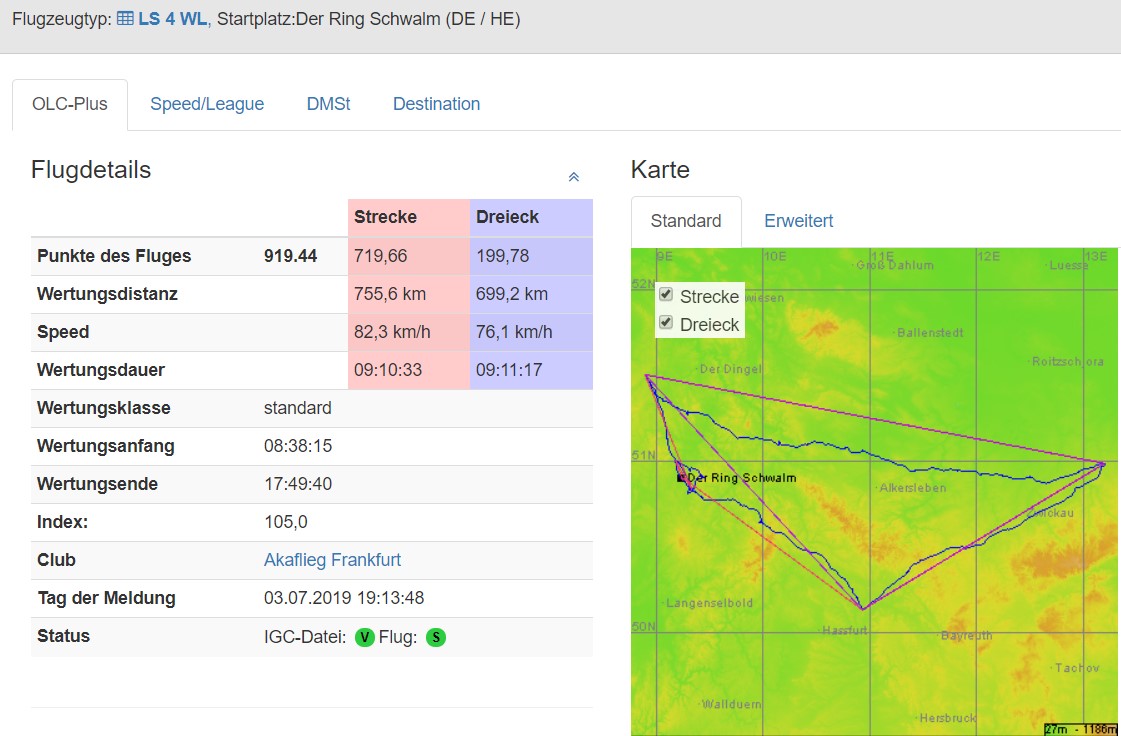 Flugzeugtyp: LS 4 WL, Startplatz:Der Ring Schwalm (DE / HE)
OLC-Plus Speed/League DMSt Destination
Flugdetails
Strecke Dreieck
Punkte des Fluges 919.44 719,66 199,78
Wertungsdistanz 755,6 km 699,2 km
Speed 82,3 km/h 76,1 km/h
Wertungsdauer 09:10:33 09:11:17
Wertungsklasse standard
Wertungsanfang 08:38:15
Wertungsende 17:49:40
Index: 105,0
Club Akaflieg Frankfurt
Tag der Meldung 03.07.2019 19:13:48
Status IGC-Datei: V Flug: S
Karte
Standard Erweitert
9E 10E 11E 12E 13E
Groß Dahlum Luesse
52N
Strecke wiesen
Dreieck
Ballenstedt
Der Dingel Roitzschjora
51N
Der Ring Schwalm
Alkersleben
Zwickau
Langenselbold
50N
Hassfurt Bayreuth
Tachov
Wallduern
Hersbruck
27m - 1186m